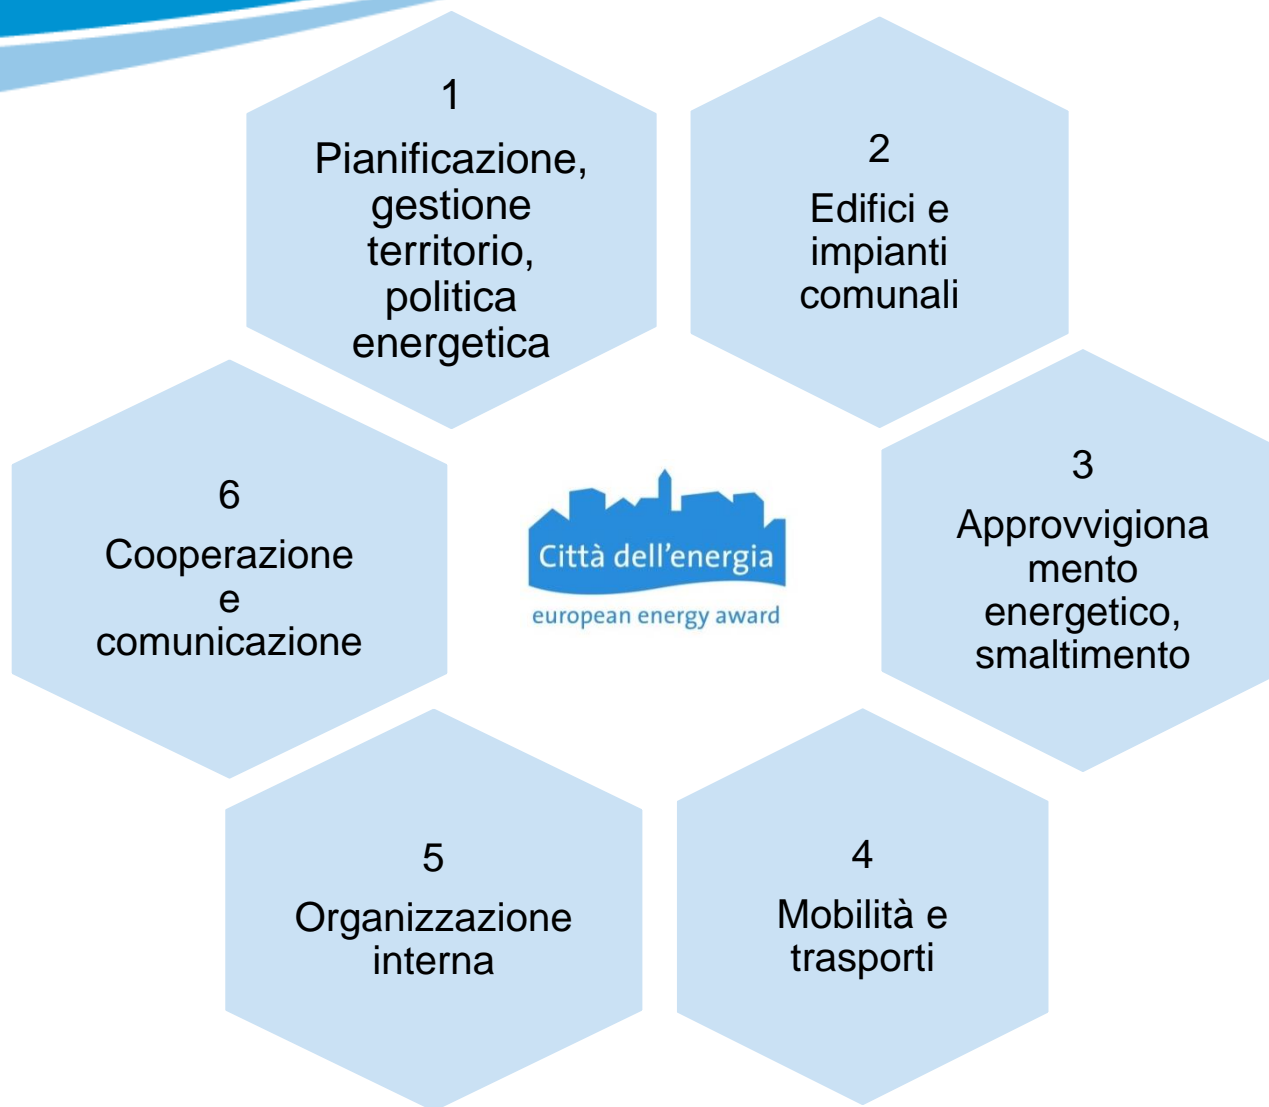 1
Pianificazione,
gestione
territorio,
politica
energetica
2
Edifici e
impianti
comunali
3
Approvvigiona
mento
energetico,
smaltimento
4
Mobilità e
trasporti
5
Organizzazione
interna
6
Cooperazione
e
comunicazione
Città dell'energia
european energy award